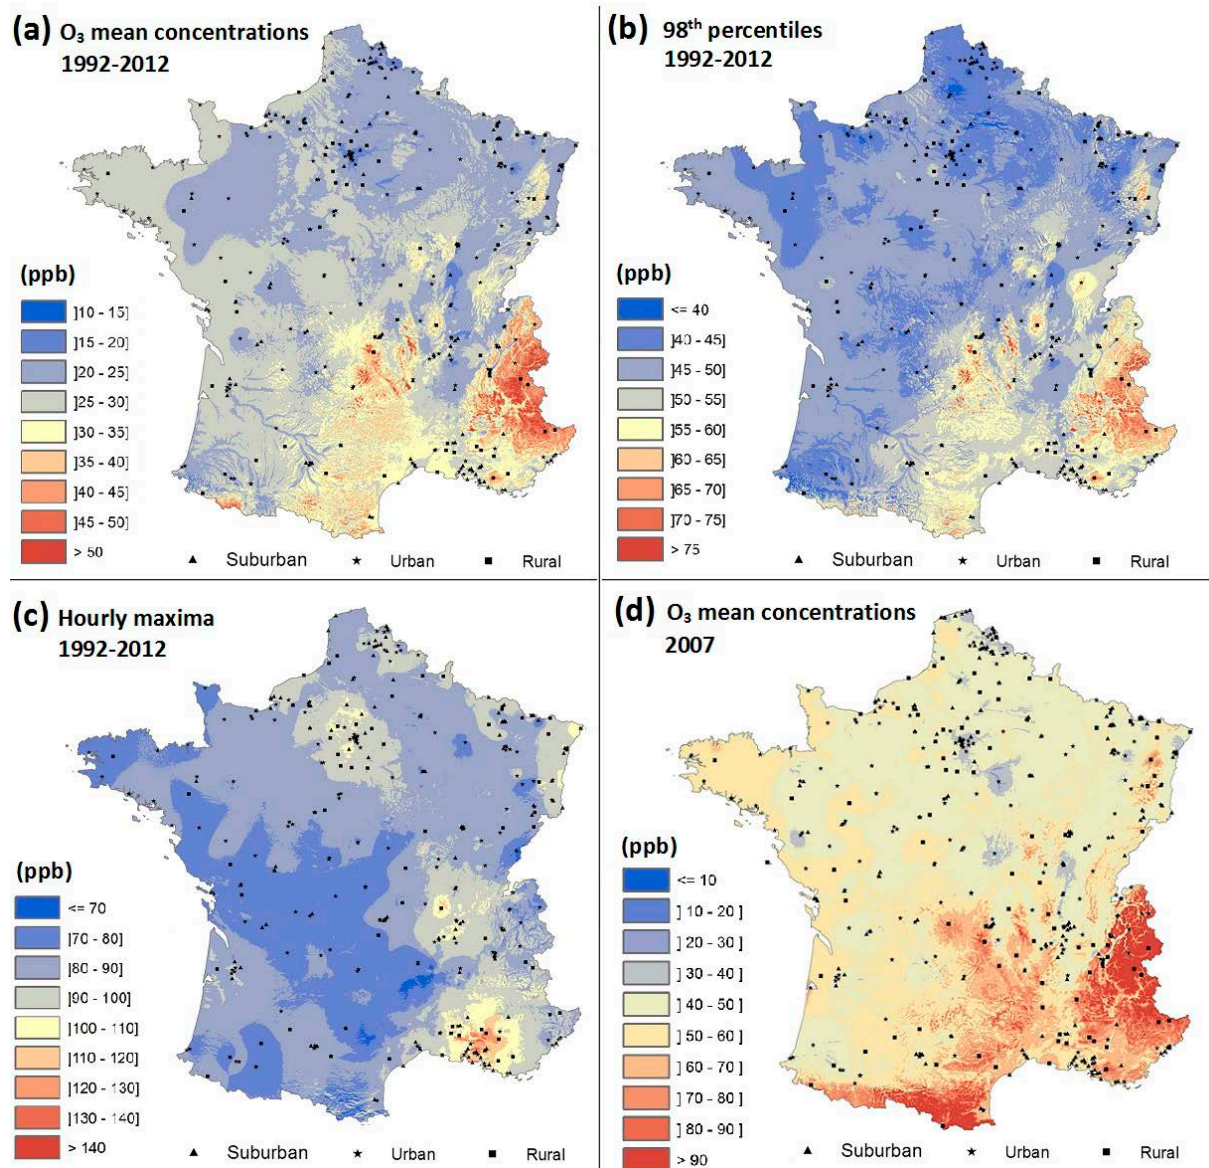 (a) O₃ mean concentrations
1992-2012
(ppb)
]10 - 15]
]15 - 20]
]20 - 25]
]25 - 30]
]30 - 35]
]35 - 40]
]40 - 45]
]45 - 50]
> 50
Suburban Urban Rural
(b) 98th percentiles
1992-2012
(ppb)
<= 40
]40 - 45]
]45 - 50]
]50 - 55]
]55 - 60]
]60 - 65]
]65 - 70]
]70 - 75]
> 75
Suburban Urban Rural
(c) Hourly maxima
1992-2012
(ppb)
<= 70
]70 - 80]
]80 - 90]
]90 - 100]
]100 - 110]
]110 - 120]
]120 - 130]
]130 - 140]
> 140
Suburban Urban Rural
(d) O₃ mean concentrations
2007
(ppb)
<= 10
] 10 - 20 ]
] 20 - 30 ]
] 30 - 40 ]
] 40 - 50 ]
] 50 - 60 ]
] 60 - 70 ]
] 70 - 80 ]
] 80 - 90 ]
> 90
Suburban Urban Rural